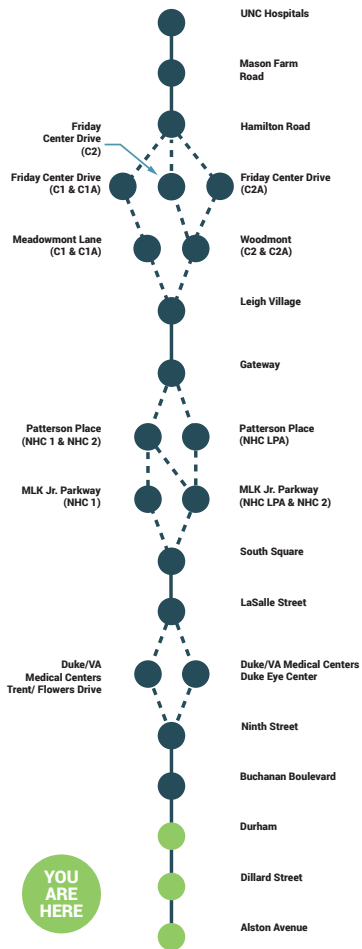 UNC Hospitals
Mason Farm
Road
Hamilton Road
Friday
Center Drive
(C2)
Friday Center Drive
(C1 & C1A)
Friday Center Drive
(C2A)
Meadowmont Lane
(C1 & C1A)
Woodmont
(C2 & C2A)
Leigh Village
Gateway
Patterson Place
(NHC 1 & NHC 2)
Patterson Place
(NHC LPA)
MLK Jr. Parkway
(NHC 1)
MLK Jr. Parkway
(NHC LPA & NHC 2)
South Square
LaSalle Street
Duke/VA
Medical Centers
Trent/ Flowers Drive
Duke/VA Medical Centers
Duke Eye Center
Ninth Street
Buchanan Boulevard
Durham
YOU
ARE
HERE
Dillard Street
Alston Avenue